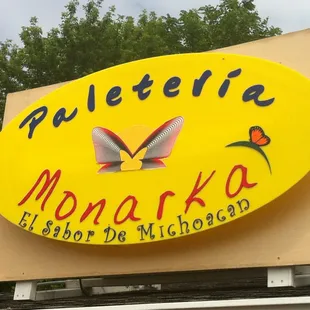 Paletería
Monarka
El Sabor De Michoacan